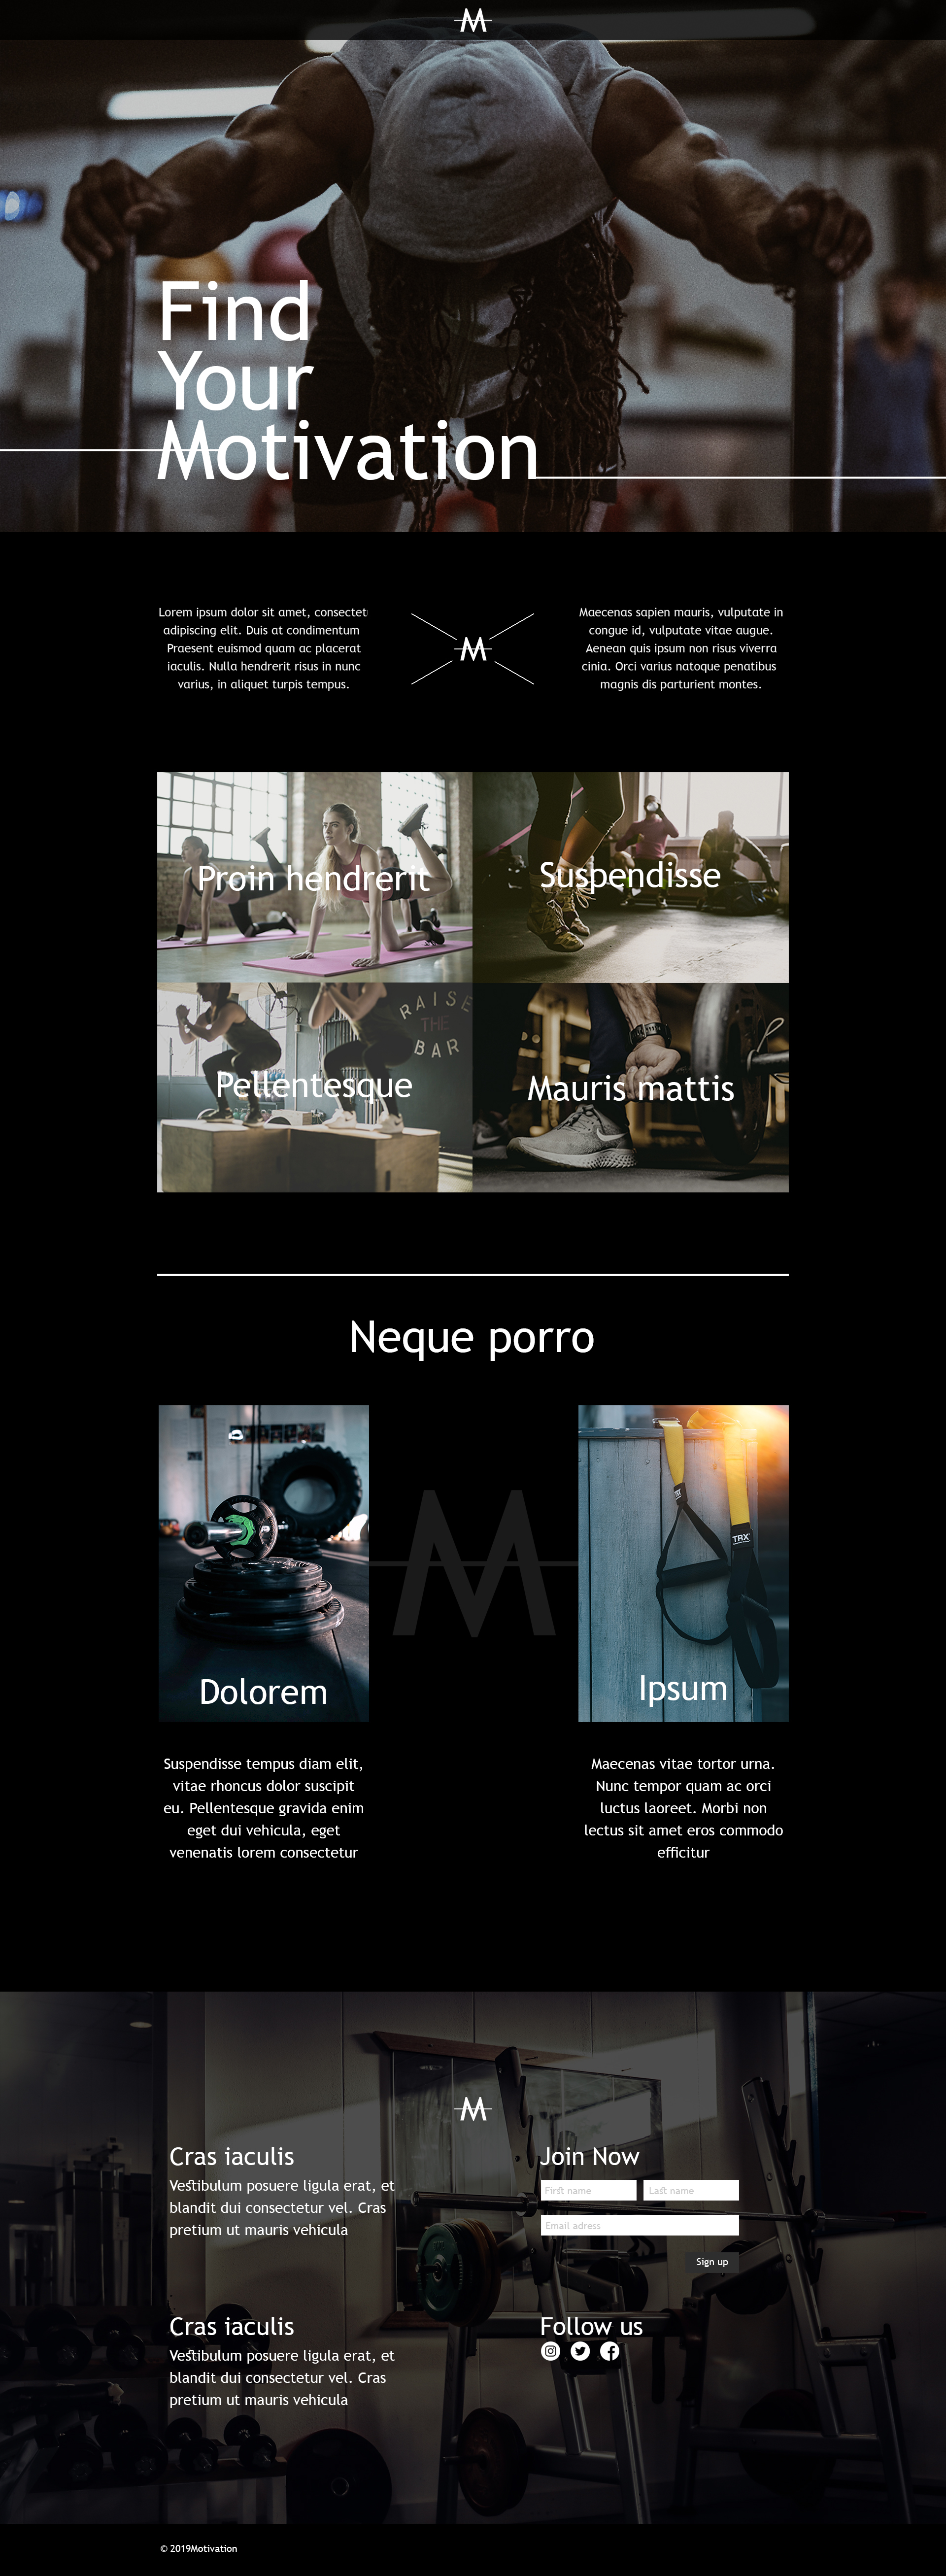 M
Find
Your
Motivation
Lorem ipsum dolor sit amet, consectet
adipiscing elit. Duis at condimentum
Praesent euismod quam ac placerat
iaculis. Nulla hendrerit risus in nunc
varius, in aliquet turpis tempus.
M
Maecenas sapien mauris, vulputate in
congue id, vulputate vitae augue.
Aenean quis ipsum non risus viverra
cinia. Orci varius natoque penatibus
magnis dis parturient montes.
Proin hendrerit
Suspendisse
RAISE
THE
BAR
Pellentesque
Mauris mattis
Neque porro
M
TRX
Dolorem
Ipsum
Suspendisse tempus diam elit,
vitae rhoncus dolor suscipit
eu. Pellentesque gravida enim
eget dui vehicula, eget
venenatis lorem consectetur
Maecenas vitae tortor urna.
Nunc tempor quam ac orci
luctus laoreet. Morbi non
lectus sit amet eros commodo
efficitur
M
Cras iaculis
Vestibulum posuere ligula erat, et
blandit dui consectetur vel. Cras
pretium ut mauris vehicula
Join Now
First name
Last name
Email adress
Sign up
Cras iaculis
Vestibulum posuere ligula erat, et
blandit dui consectetur vel. Cras
pretium ut mauris vehicula
Follow us
© 2019Motivation